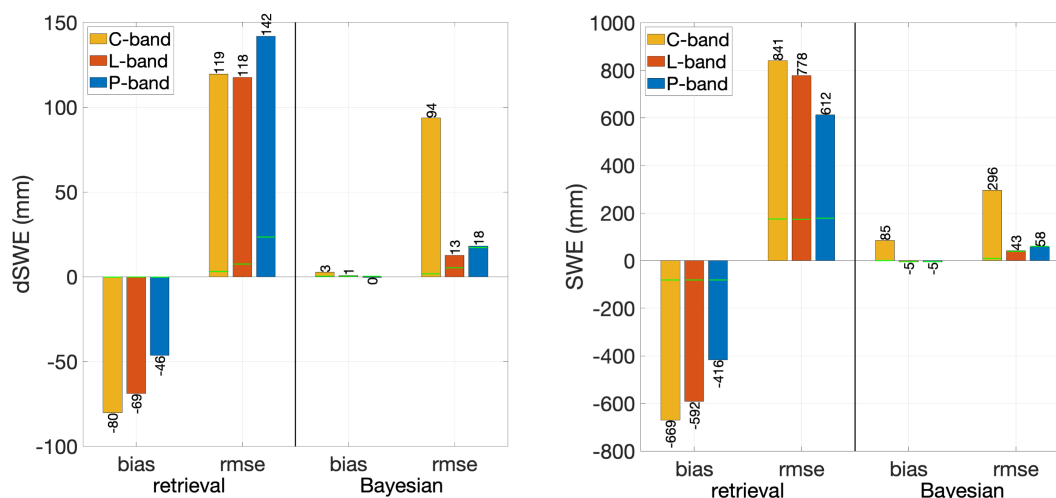 150
100
50
0
-50
-100
dSWE (mm)
C-band
L-band
P-band
-80
-69
-46
119
118
142
3
1
0
94
13
18
bias
rmse
bias
rmse
retrieval
Bayesian
1000
800
600
400
200
0
-200
-400
-600
-800
SWE (mm)
C-band
L-band
P-band
-669
-592
-416
841
778
612
85
-5
-5
296
43
58
bias
rmse
bias
rmse
retrieval
Bayesian